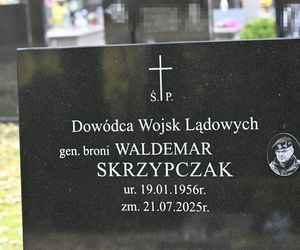 Ś. P.
Dowódca Wojsk Lądowych
gen. broni WALDEMAR
SKRZYPCZAK
ur. 19.01.1956r.
zm. 21.07.2025r.